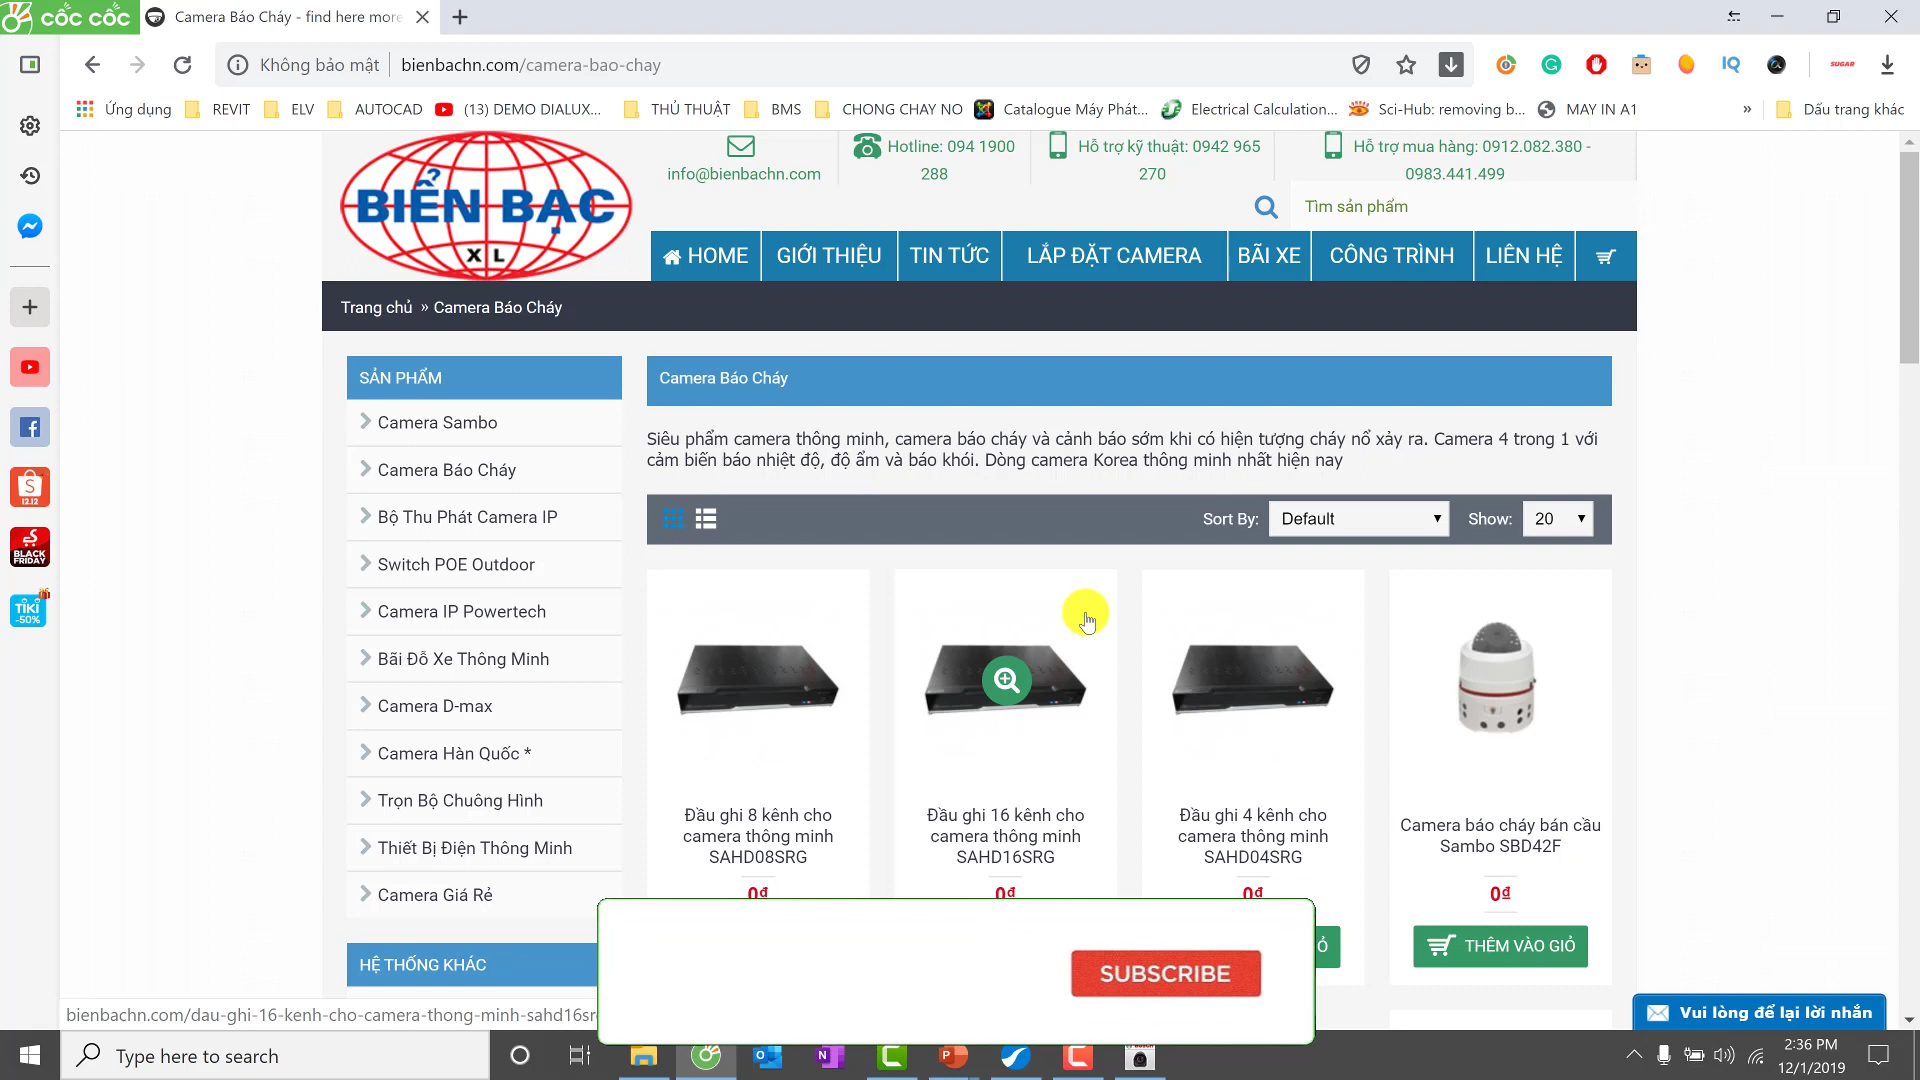 cốc cốc
Camera Báo Cháy - find here more
Không bảo mật
bienbachn.com/camera-bao-chay
IQ
SUGAR
Ứng dụng
REVIT
ELV
AUTOCAD
(13) DEMO DIALUX...
THỦ THUẬT
BMS
CHONG CHAY NO
Catalogue Máy Phát...
Electrical Calculation...
Sci-Hub: removing b...
MAY IN A1
»
Dấu trang khác
BIỂN BẠC
XL
info@bienbachn.com
Hotline: 094 1900
288
Hỗ trợ kỹ thuật: 0942 965
270
Hỗ trợ mua hàng: 0912.082.380 -
0983.441.499
Tìm sản phẩm
HOME
GIỚI THIỆU
TIN TỨC
LẮP ĐẶT CAMERA
BÃI XE
CÔNG TRÌNH
LIÊN HỆ
Trang chủ » Camera Báo Cháy
SẢN PHẨM
Camera Sambo
Camera Báo Cháy
Bộ Thu Phát Camera IP
Switch POE Outdoor
Camera IP Powertech
Bãi Đỗ Xe Thông Minh
Camera D-max
Camera Hàn Quốc *
Trọn Bộ Chuông Hình
Thiết Bị Điện Thông Minh
Camera Giá Rẻ
HỆ THỐNG KHÁC
Camera Báo Cháy
Siêu phẩm camera thông minh, camera báo cháy và cảnh báo sớm khi có hiện tượng cháy nổ xảy ra. Camera 4 trong 1 với
cảm biến báo nhiệt độ, độ ẩm và báo khói. Dòng camera Korea thông minh nhất hiện nay
Sort By:
Default
Show:
20
Đầu ghi 8 kênh cho
camera thông minh
SAHD08SRG
0₫
Đầu ghi 16 kênh cho
camera thông minh
SAHD16SRG
0₫
Đầu ghi 4 kênh cho
camera thông minh
SAHD04SRG
0₫
Camera báo cháy bán cầu
Sambo SBD42F
0₫
THÊM VÀO GIỎ
SUBSCRIBE
Vui lòng để lại lời nhắn
12.12
BLACK
FRIDAY
TIKI
-50%
bienbachn.com/dau-ghi-16-kenh-cho-camera-thong-minh-sahd16sr
Type here to search
2:36 PM
12/1/2019